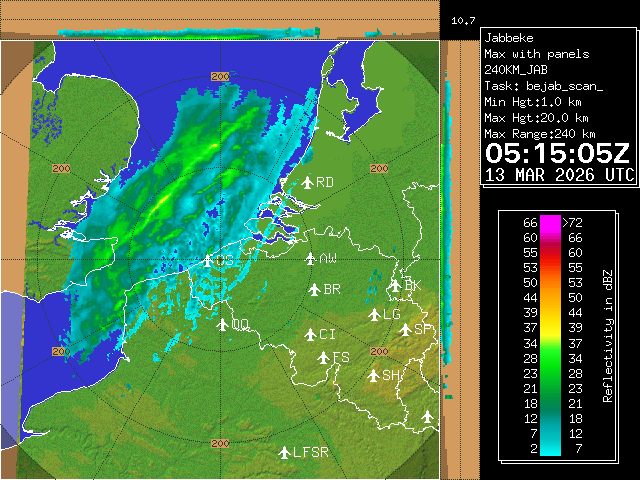 10.7
Jabbeke
Max with panels
240KM_JAB
Task: bejab_scan_
Min Hgt:1.0 km
Max Hgt:20.0 km
Max Range:240 km
05:15:05Z
13 MAR 2026 UTC
200
200
200
RD
OS
AW
BR
BK
LG
QQ
CI
SP
FS
SH
200
200
200
LFSR
66 >72
60 66
55 60
53 55
50 53
44 50
39 44
37 39
34 37
28 34
24 28
23 24
21 23
18 21
12 18
7 12
2 7
Reflectivity in dBZ